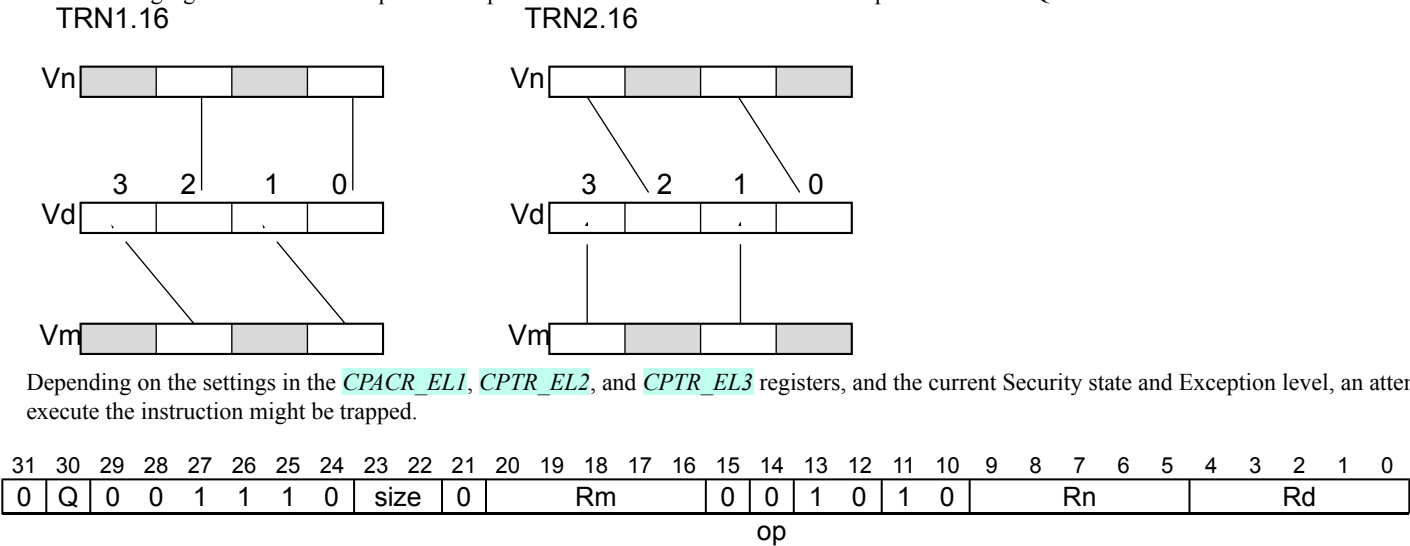 TRN1.16 TRN2.16
Vn Vn
3 2 1 0 3 2 1 0
Vd Vd
Vm Vm
Depending on the settings in the CPACR_EL1, CPTR_EL2, and CPTR_EL3 registers, and the current Security state and Exception level, an atte
execute the instruction might be trapped.
31 30 29 28 27 26 25 24 23 22 21 20 19 18 17 16 15 14 13 12 11 10 9 8 7 6 5 4 3 2 1 0
0 Q 0 0 1 1 1 0 size 0 Rm 0 0 1 0 1 0 Rn Rd
op